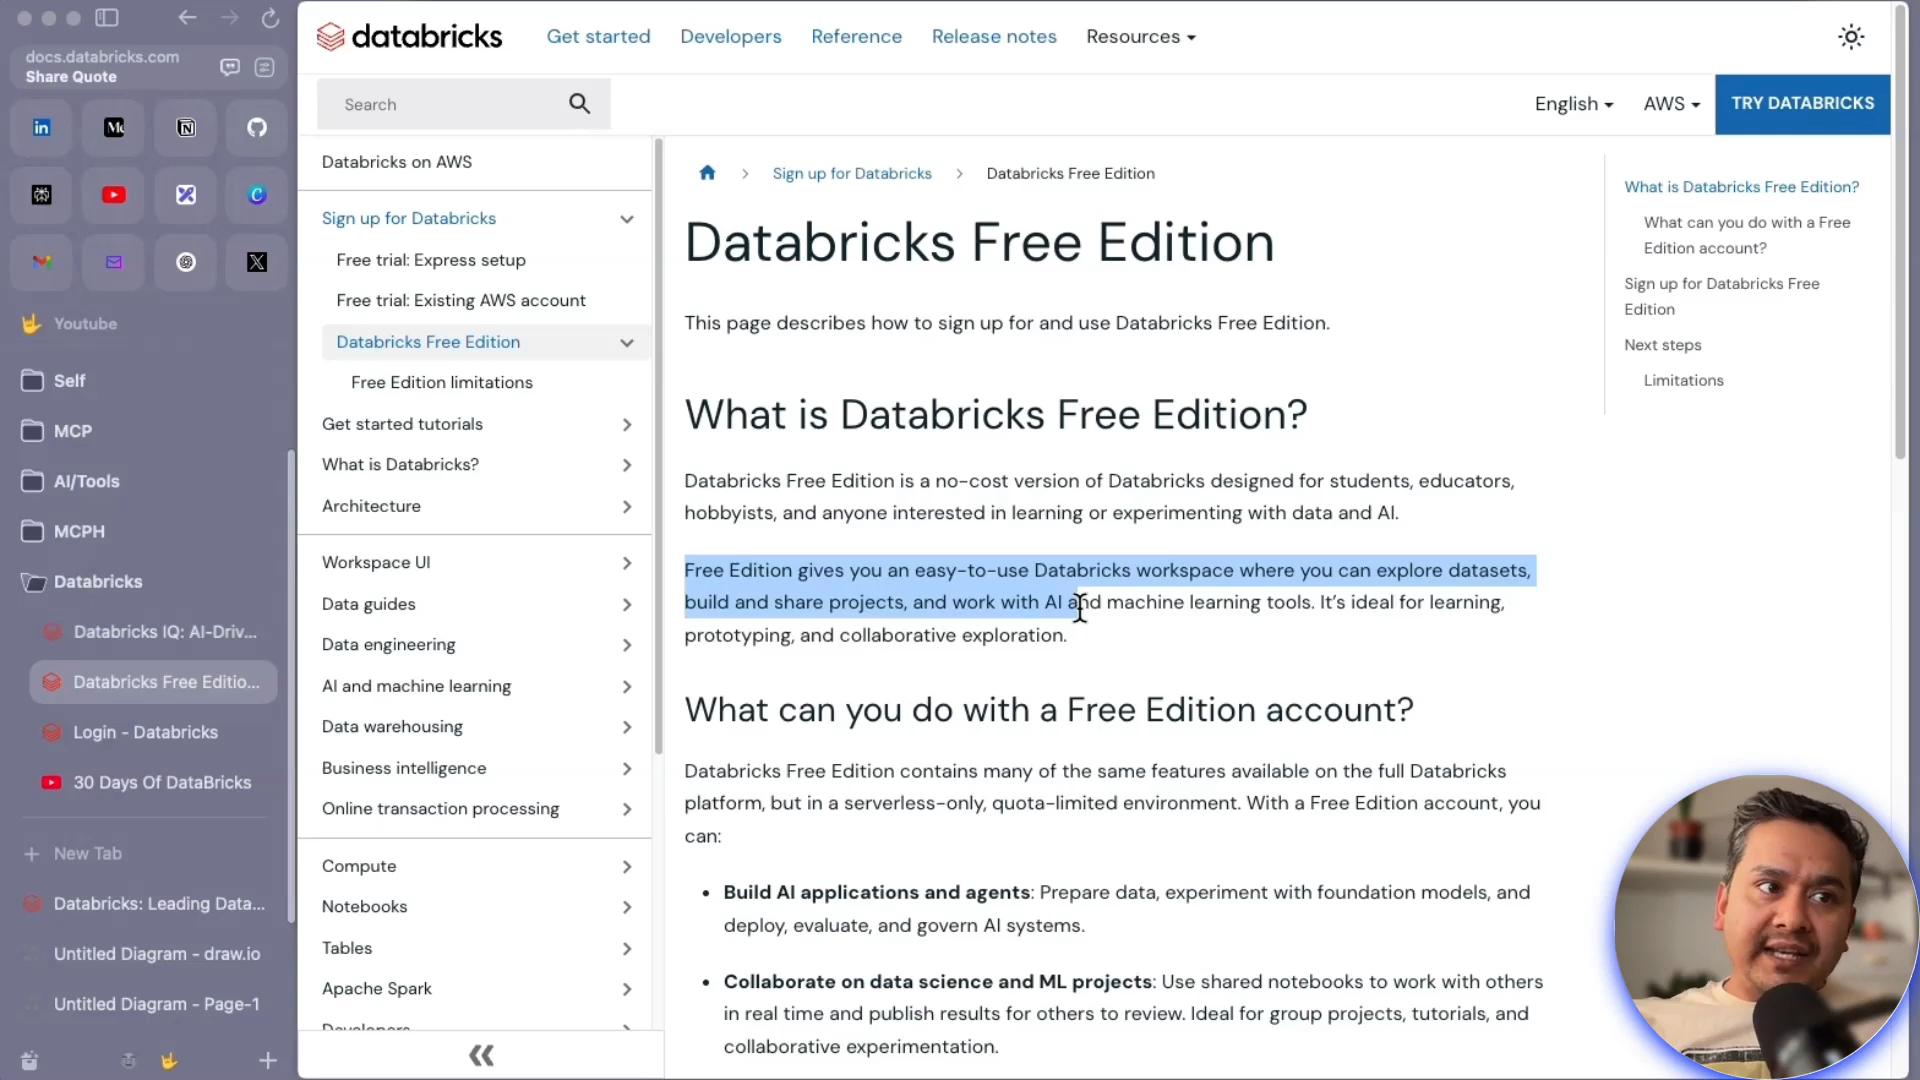 docs.databricks.com
Share Quote
Youtube
Self
MCP
AI/Tools
MCPH
Databricks
Databricks IQ: AI-Driv...
Databricks Free Editio...
Login - Databricks
30 Days Of DataBricks
New Tab
Databricks: Leading Data...
Untitled Diagram - draw.io
Untitled Diagram - Page-1
databricks
Get started
Developers
Reference
Release notes
Resources
Search
English
AWS
TRY DATABRICKS
Databricks on AWS
Sign up for Databricks
Free trial: Express setup
Free trial: Existing AWS account
Databricks Free Edition
Free Edition limitations
Get started tutorials
What is Databricks?
Architecture
Workspace UI
Data guides
Data engineering
AI and machine learning
Data warehousing
Business intelligence
Online transaction processing
Compute
Notebooks
Tables
Apache Spark
Developers
Sign up for Databricks > Databricks Free Edition
Databricks Free Edition
This page describes how to sign up for and use Databricks Free Edition.
What is Databricks Free Edition?
Databricks Free Edition is a no-cost version of Databricks designed for students, educators,
hobbyists, and anyone interested in learning or experimenting with data and AI.
Free Edition gives you an easy-to-use Databricks workspace where you can explore datasets,
build and share projects, and work with AI and machine learning tools. It's ideal for learning,
prototyping, and collaborative exploration.
What can you do with a Free Edition account?
Databricks Free Edition contains many of the same features available on the full Databricks
platform, but in a serverless-only, quota-limited environment. With a Free Edition account, you
can:
• Build AI applications and agents: Prepare data, experiment with foundation models, and
deploy, evaluate, and govern AI systems.
• Collaborate on data science and ML projects: Use shared notebooks to work with others
in real time and publish results for others to review. Ideal for group projects, tutorials, and
collaborative experimentation.
What is Databricks Free Edition?
What can you do with a Free
Edition account?
Sign up for Databricks Free
Edition
Next steps
Limitations